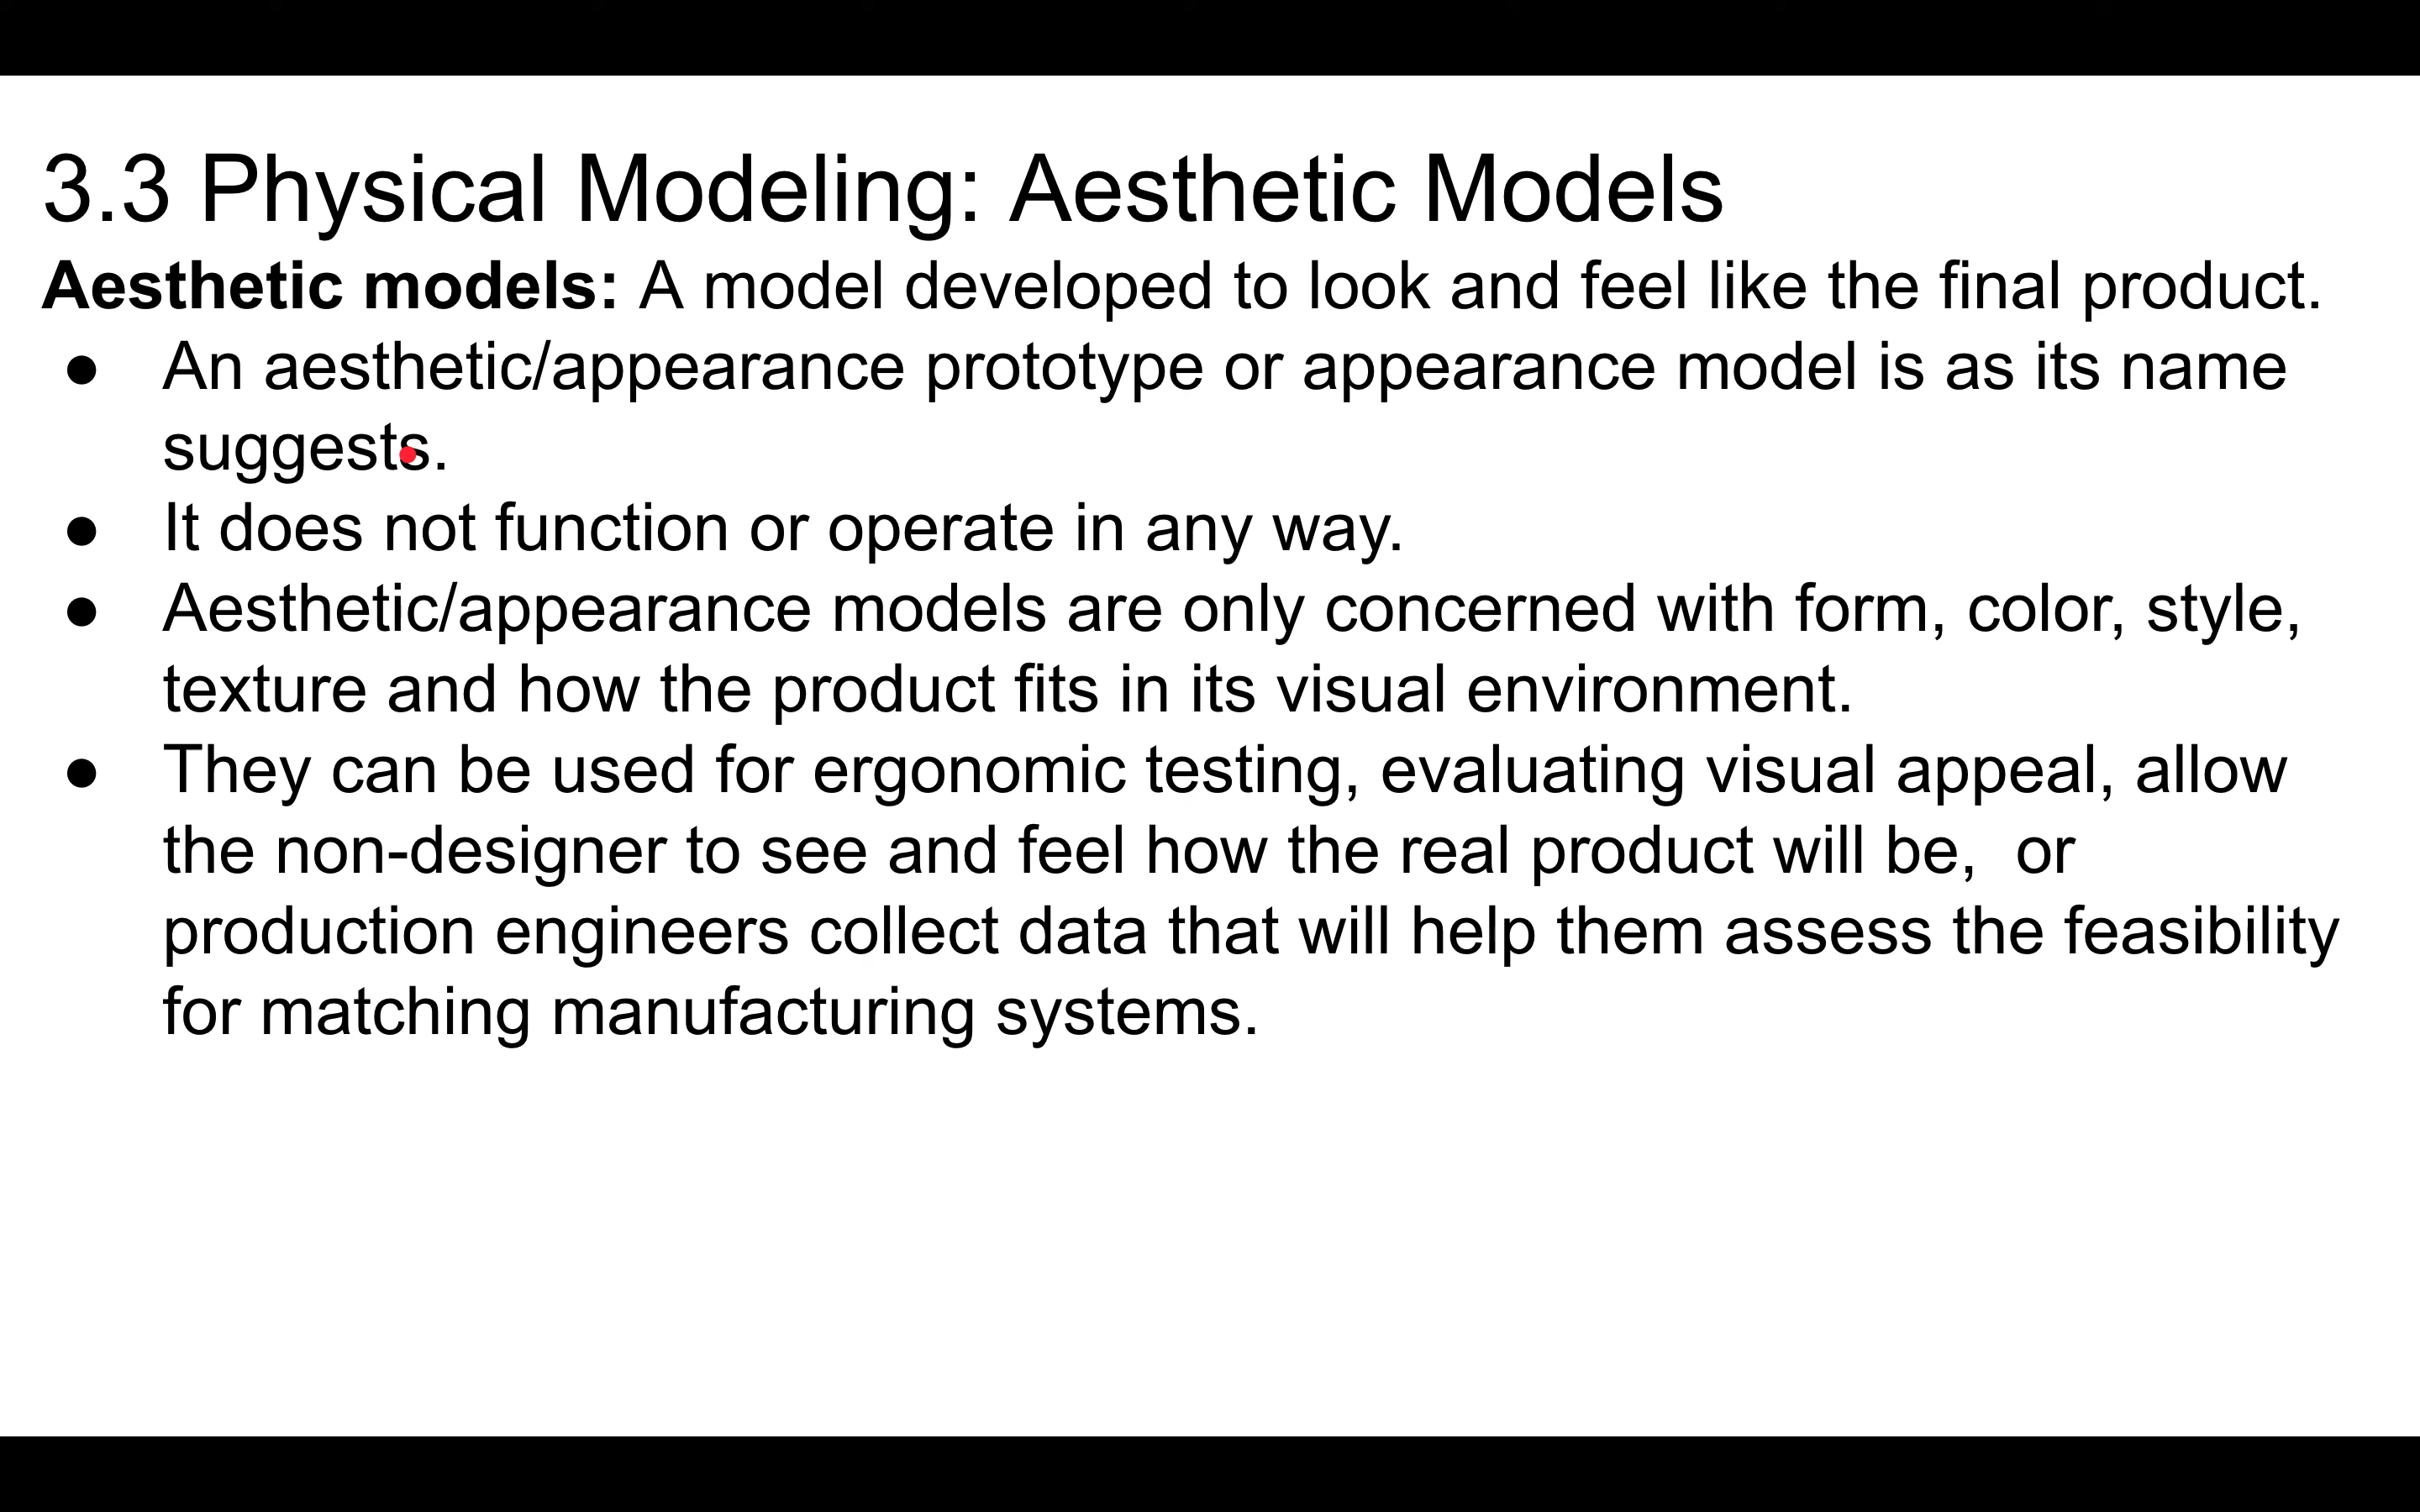 3.3 Physical Modeling: Aesthetic Models
Aesthetic models: A model developed to look and feel like the final product.
● An aesthetic/appearance prototype or appearance model is as its name
suggests.
● It does not function or operate in any way.
● Aesthetic/appearance models are only concerned with form, color, style,
texture and how the product fits in its visual environment.
● They can be used for ergonomic testing, evaluating visual appeal, allow
the non-designer to see and feel how the real product will be,  or
production engineers collect data that will help them assess the feasibility
for matching manufacturing systems.